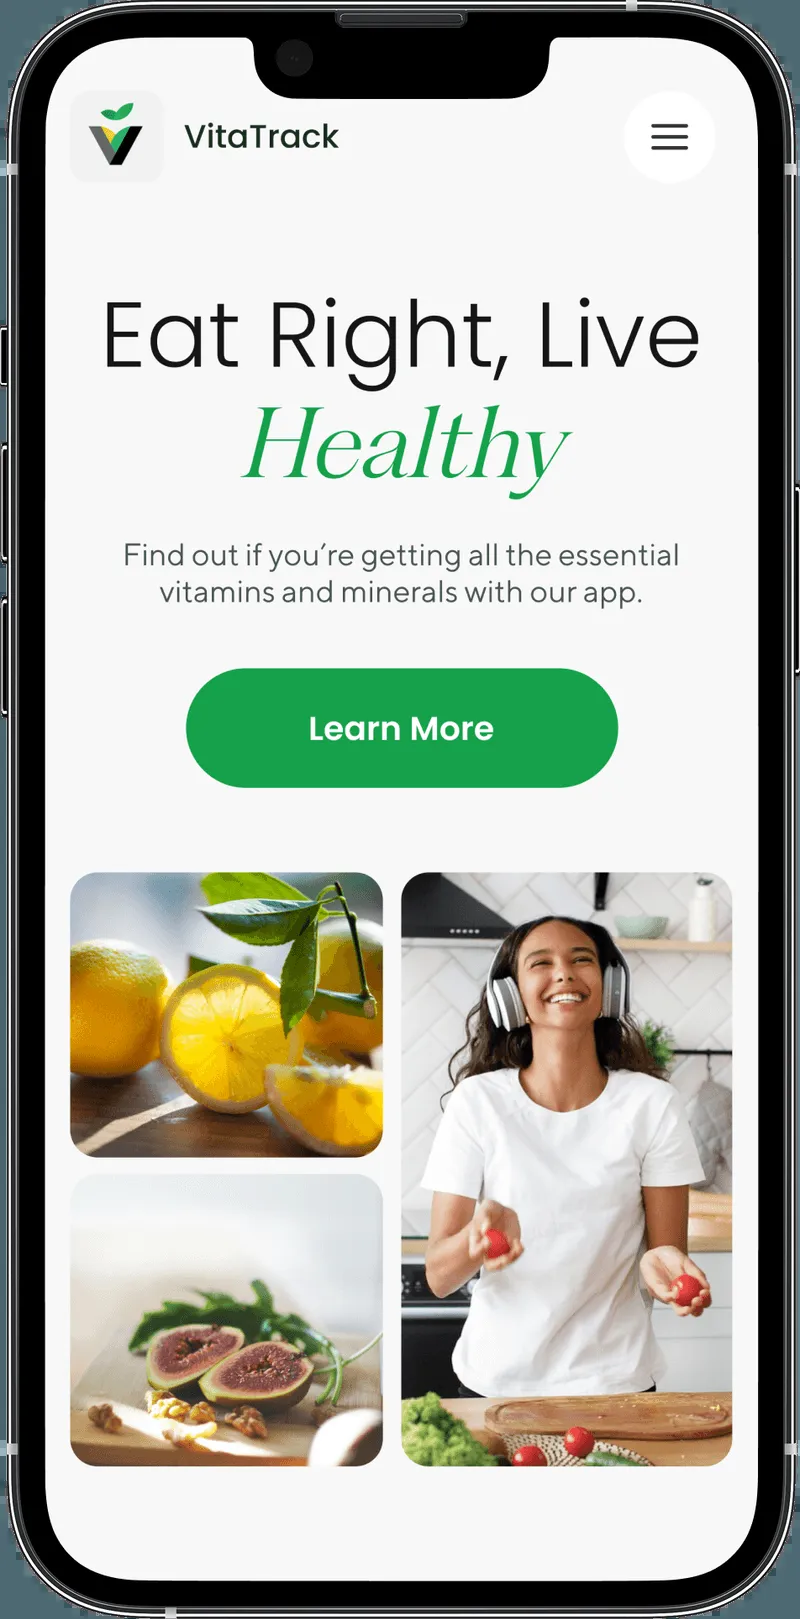 VitaTrack
Eat Right, Live
Healthy
Find out if you’re getting all the essential
vitamins and minerals with our app.
Learn More